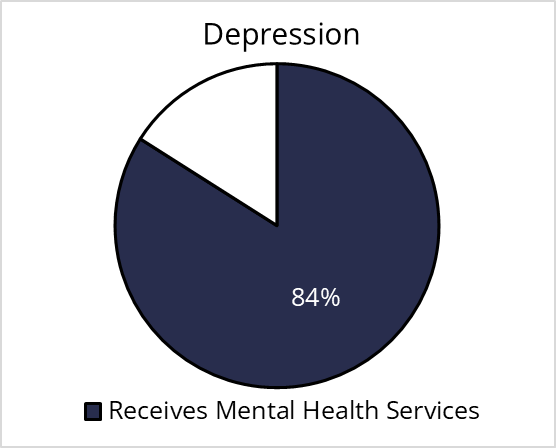 Depression
84%
Receives Mental Health Services